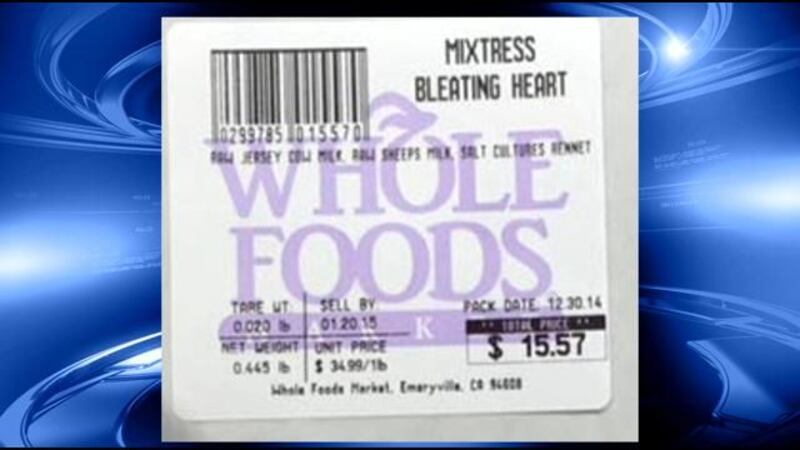 MIXTRESS
BLEATING HEART
0299785 015570
RAW JERSEY COW MILK, RAW SHEEPS MILK, SALT CULTURES RENNET
WHOLE
FOODS
TARE WT. SELL BY PACK DATE. 12.30.14
0.020 lb 01.20.15 ** TOTAL PRICE **
NET WEIGHT UNIT PRICE $ 15.57
0.445 lb $ 34.99/lb
Whole Foods Market, Emeryville, CA 94608